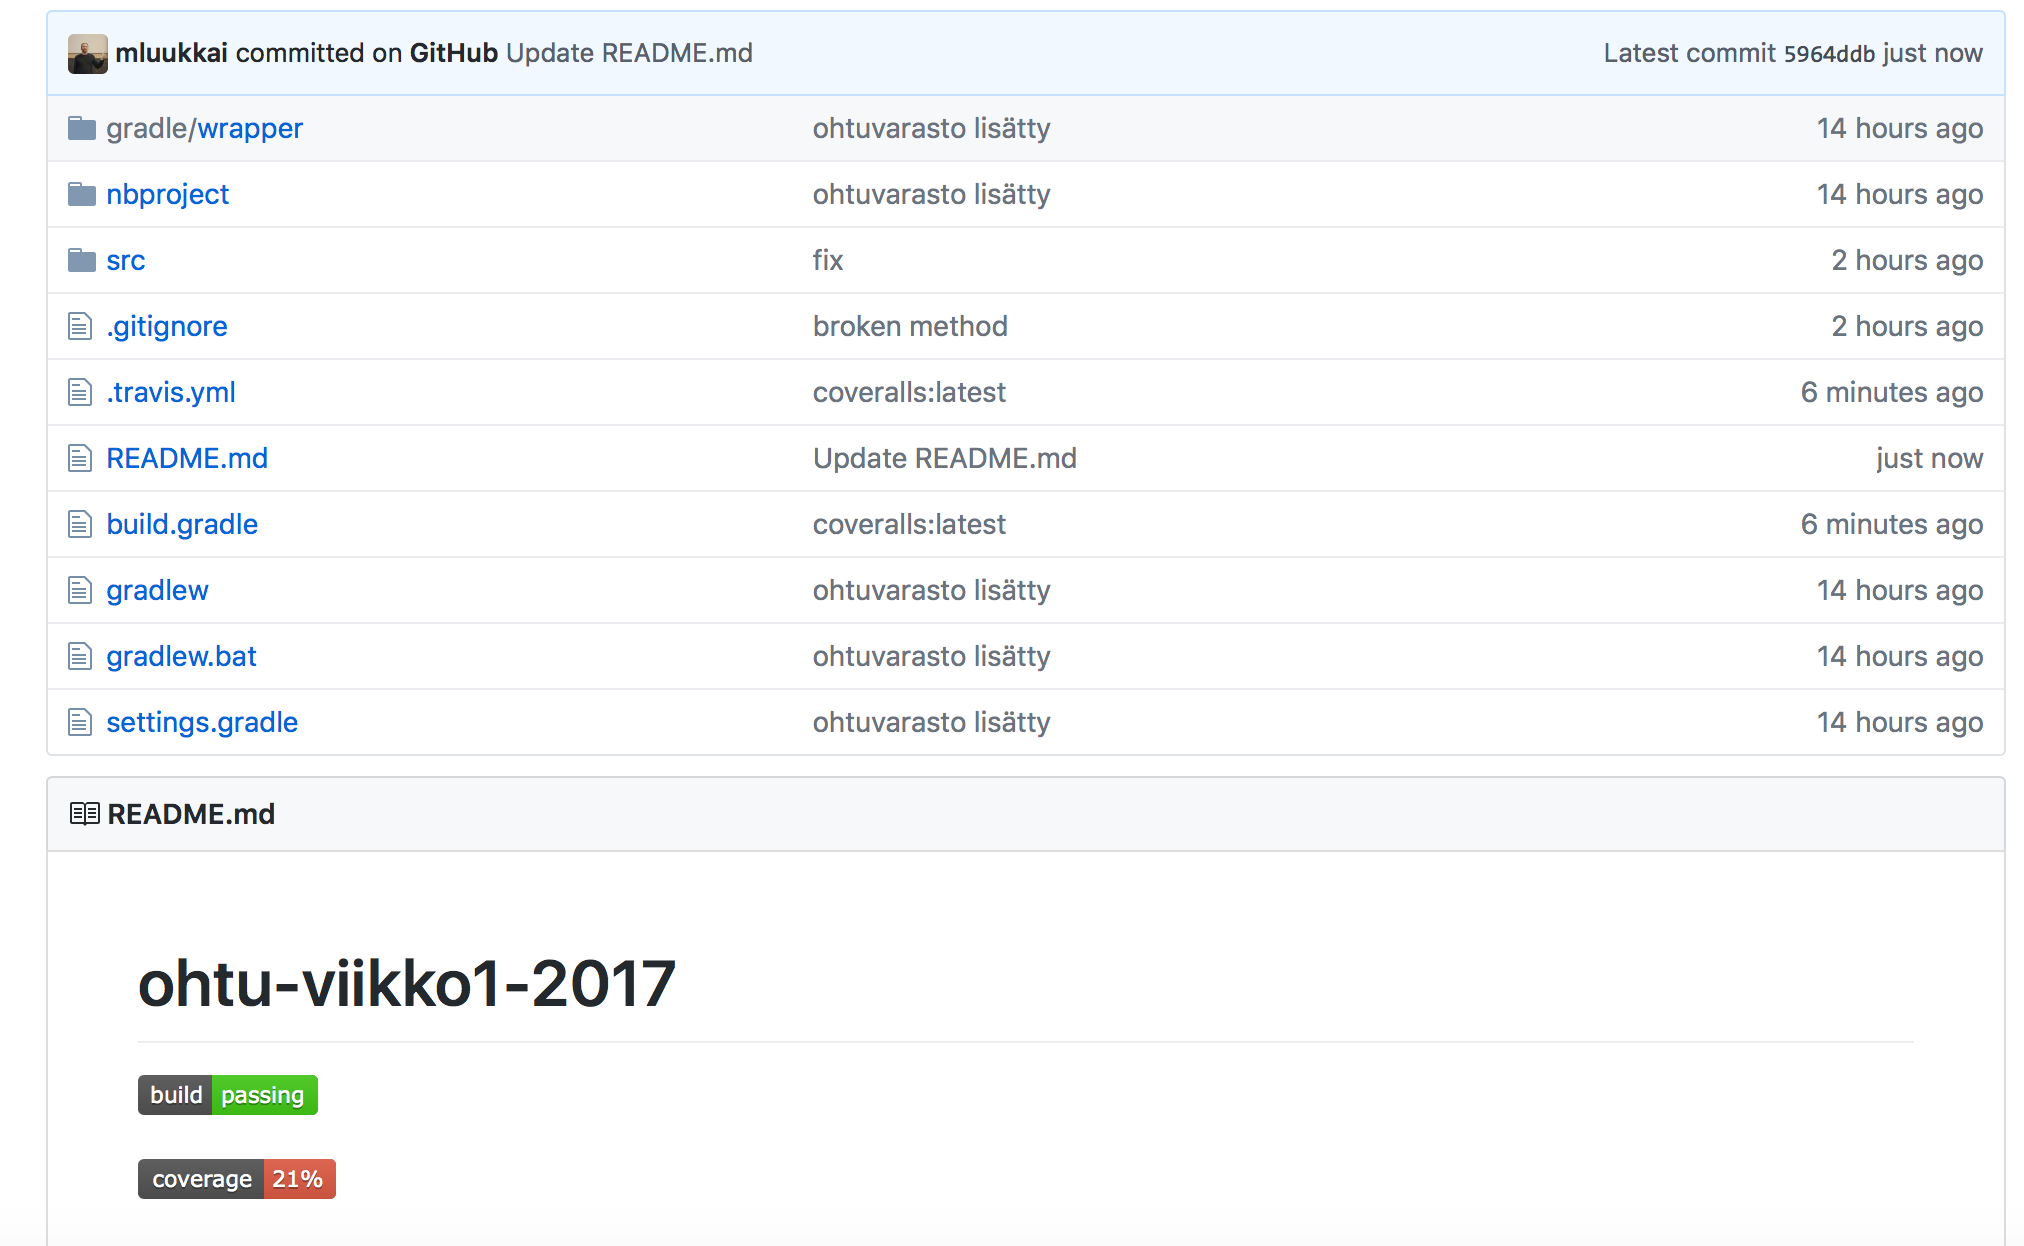 mluukkai committed on GitHub Update README.md Latest commit 5964ddb just now
gradle/wrapper ohtuvarasto lisätty 14 hours ago
nbproject ohtuvarasto lisätty 14 hours ago
src fix 2 hours ago
.gitignore broken method 2 hours ago
.travis.yml coveralls:latest 6 minutes ago
README.md Update README.md just now
build.gradle coveralls:latest 6 minutes ago
gradlew ohtuvarasto lisätty 14 hours ago
gradlew.bat ohtuvarasto lisätty 14 hours ago
settings.gradle ohtuvarasto lisätty 14 hours ago
README.md
ohtu-viikko1-2017
build passing
coverage 21%